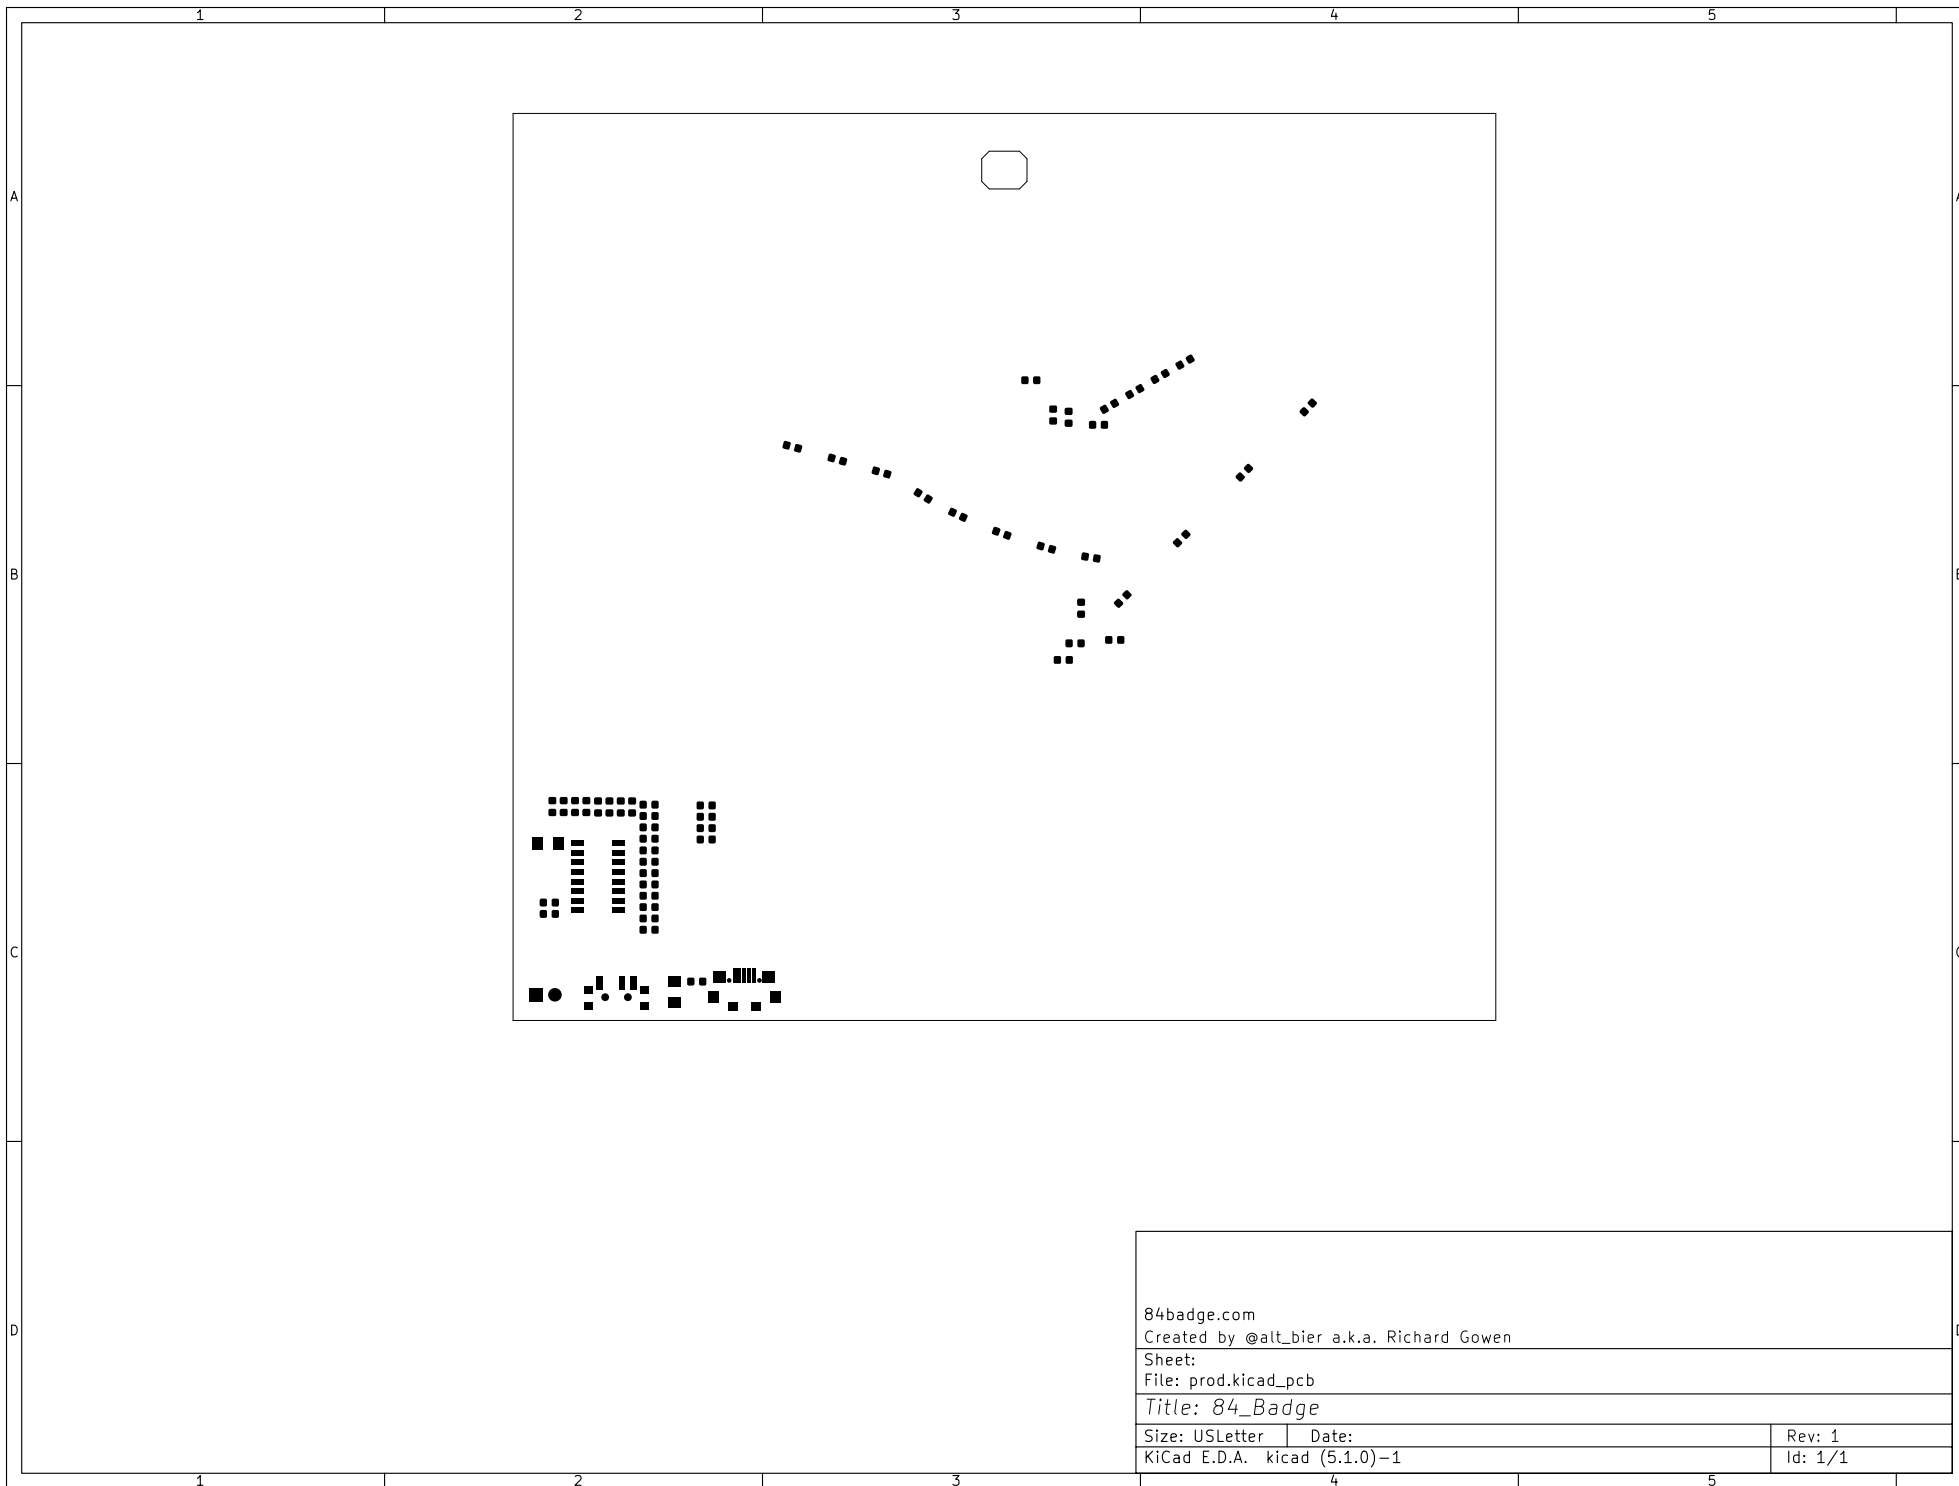 1 2 3 4 5
A A
B B
C C
D D
84badge.com
Created by @alt_bier a.k.a. Richard Gowen
Sheet:
File: prod.kicad_pcb
Title: 84_Badge
Size: USLetter Date: Rev: 1
KiCad E.D.A. kicad (5.1.0)-1 Id: 1/1
1 2 3 4 5